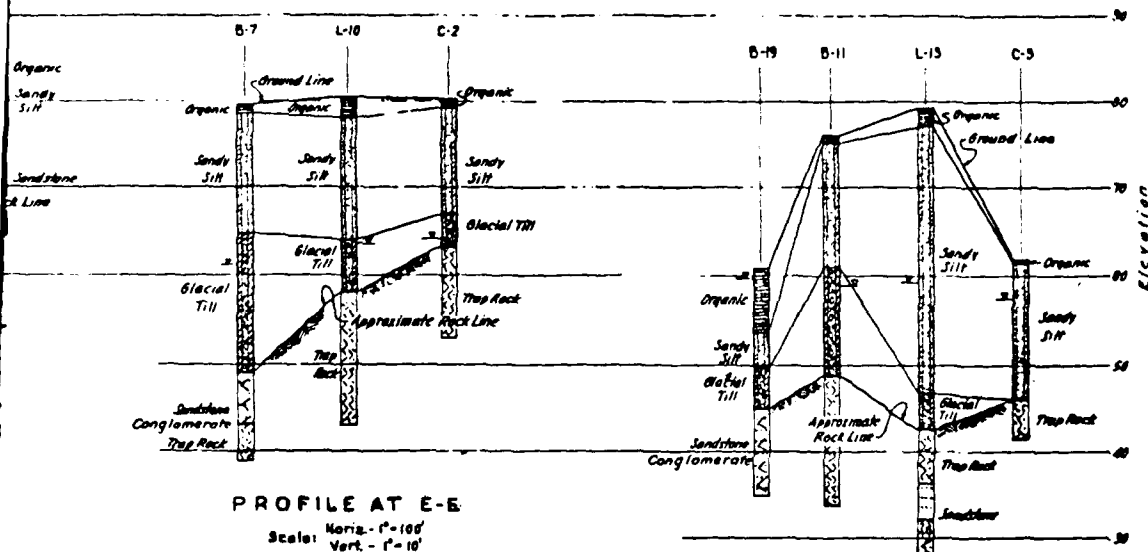 90
B-7 L-10 C-2
B-19 B-11 L-13 C-3
Organic
Sandy
Silt
Ground Line
Organic
Organic
Organic
80
Organic
Ground Line
Sandy
Silt
Sandy
Silt
Sandy
Silt
Sandstone
70
Rock Line
Glacial Till
Glacial
Till
Sandy
Silt
Elevation
Glacial
Till
60
Organic
Organic
Trap Rock
Approximate Rock Line
Sandy
Silt
Trap
Rock
Sandy
Silt
50
Glacial
Till
Glacial
Till
Approximate
Rock Line
Trap Rock
Sandstone
Conglomerate
Trap Rock
Sandstone
Conglomerate
40
Trap Rock
Sandstone
30
PROFILE AT E-E
Scale: Horiz. - 1" = 100'
Vert. - 1" = 10'